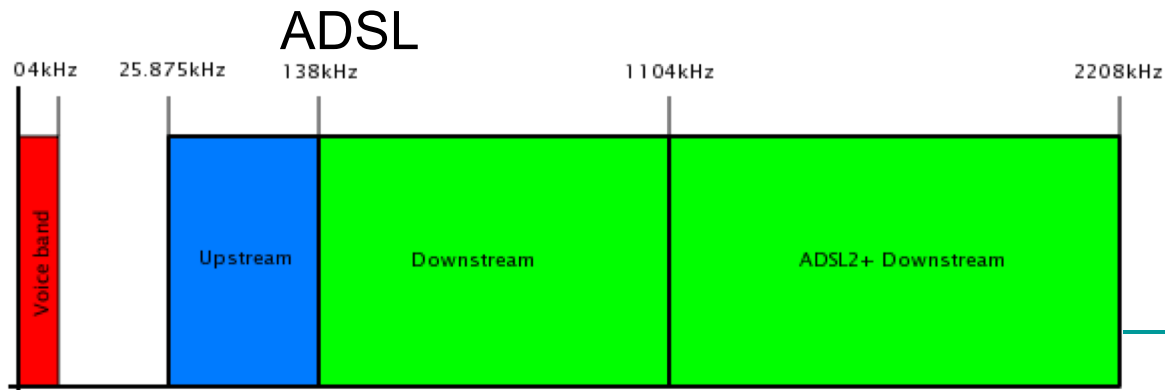 ADSL
04kHz 25.875kHz 138kHz 1104kHz 2208kHz
Voice band
Upstream
Downstream
ADSL2+ Downstream